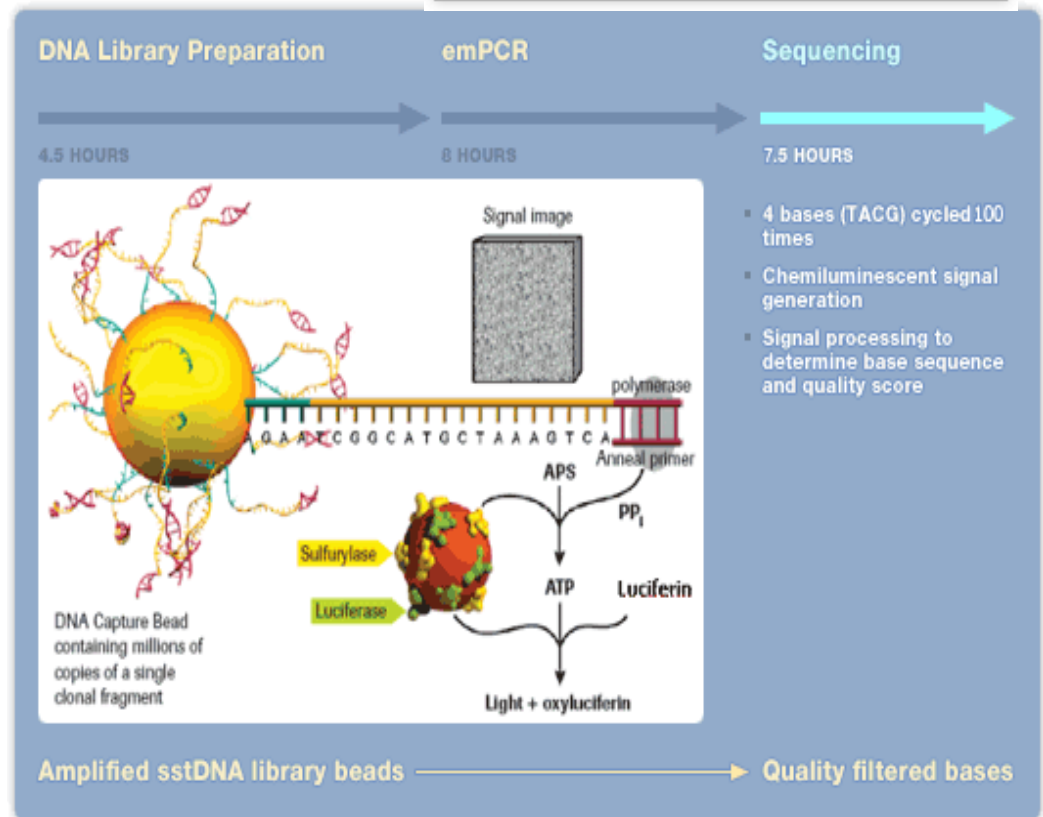 DNA Library Preparation
emPCR
Sequencing
4.5 HOURS
8 HOURS
7.5 HOURS
4 bases (TACG) cycled 100
times
Chemiluminescent signal
generation
Signal processing to
determine base sequence
and quality score
Signal image
polymerase
A G A A T C G G C A T G C T A A A G T C A
Anneal primer
APS
PPi
Sulfurylase
Luciferase
ATP
Luciferin
Light + oxyluciferin
DNA Capture Bead
containing millions of
copies of a single
clonal fragment
Amplified sstDNA library beads
Quality filtered bases